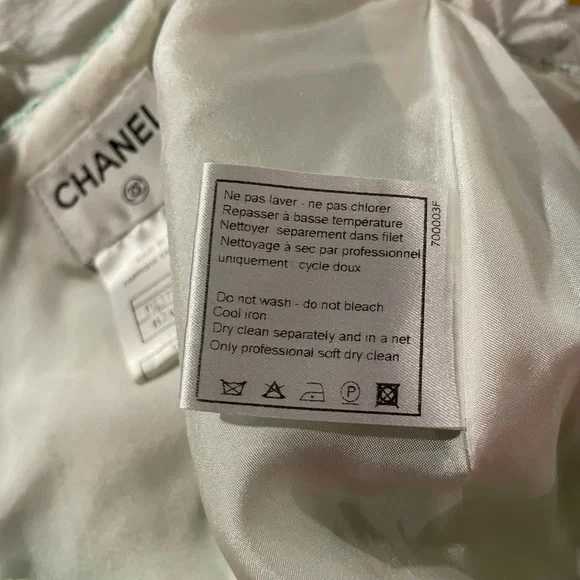 CHANEL
Ne pas laver - ne pas chlorer
Repasser à basse température
Nettoyer separement dans filet
Nettoyage à sec par professionnel
uniquement cycle doux
Do not wash - do not bleach
Cool iron
Dry clean separately and in a net
Only professional soft dry clean
P
700003F